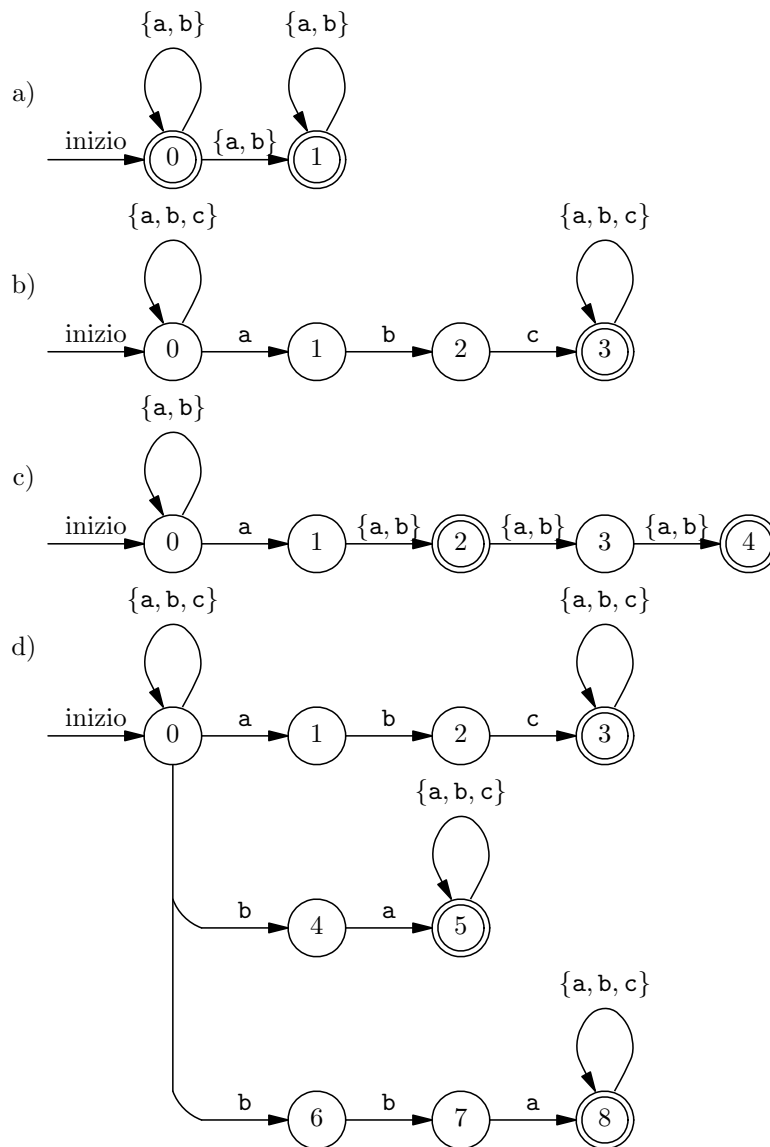 {a, b} {a, b}
a)
inizio 0 {a, b} 1
{a, b, c} {a, b, c}
b)
inizio 0 a 1 b 2 c 3
{a, b}
c)
inizio 0 a 1 {a, b} 2 {a, b} 3 {a, b} 4
{a, b, c} {a, b, c}
d)
inizio 0 a 1 b 2 c 3
{a, b, c}
b 4 a 5
{a, b, c}
b 6 b 7 a 8